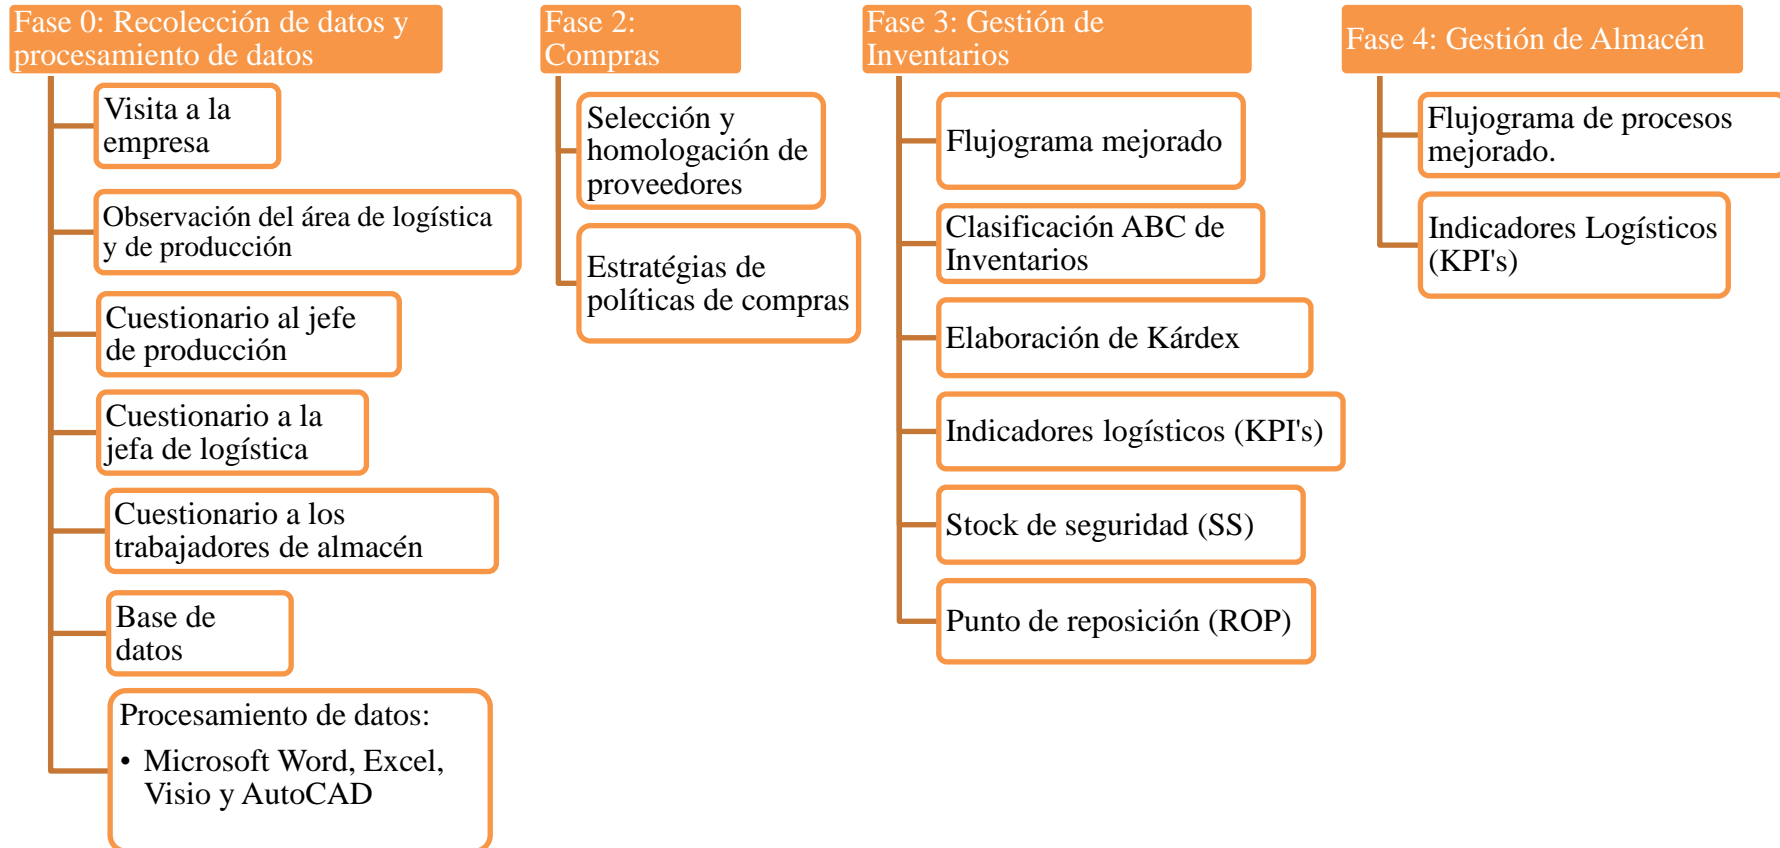 Fase 0: Recolección de datos y
procesamiento de datos
Visita a la
empresa
Observación del área de logística
y de producción
Cuestionario al jefe
de producción
Cuestionario a la
jefa de logística
Cuestionario a los
trabajadores de almacén
Base de
datos
Procesamiento de datos:
• Microsoft Word, Excel,
Visio y AutoCAD
Fase 2:
Compras
Selección y
homologación de
proveedores
Estratégias de
políticas de compras
Fase 3: Gestión de
Inventarios
Flujograma mejorado
Clasificación ABC de
Inventarios
Elaboración de Kárdex
Indicadores logísticos (KPI's)
Stock de seguridad (SS)
Punto de reposición (ROP)
Fase 4: Gestión de Almacén
Flujograma de procesos
mejorado.
Indicadores Logísticos
(KPI's)